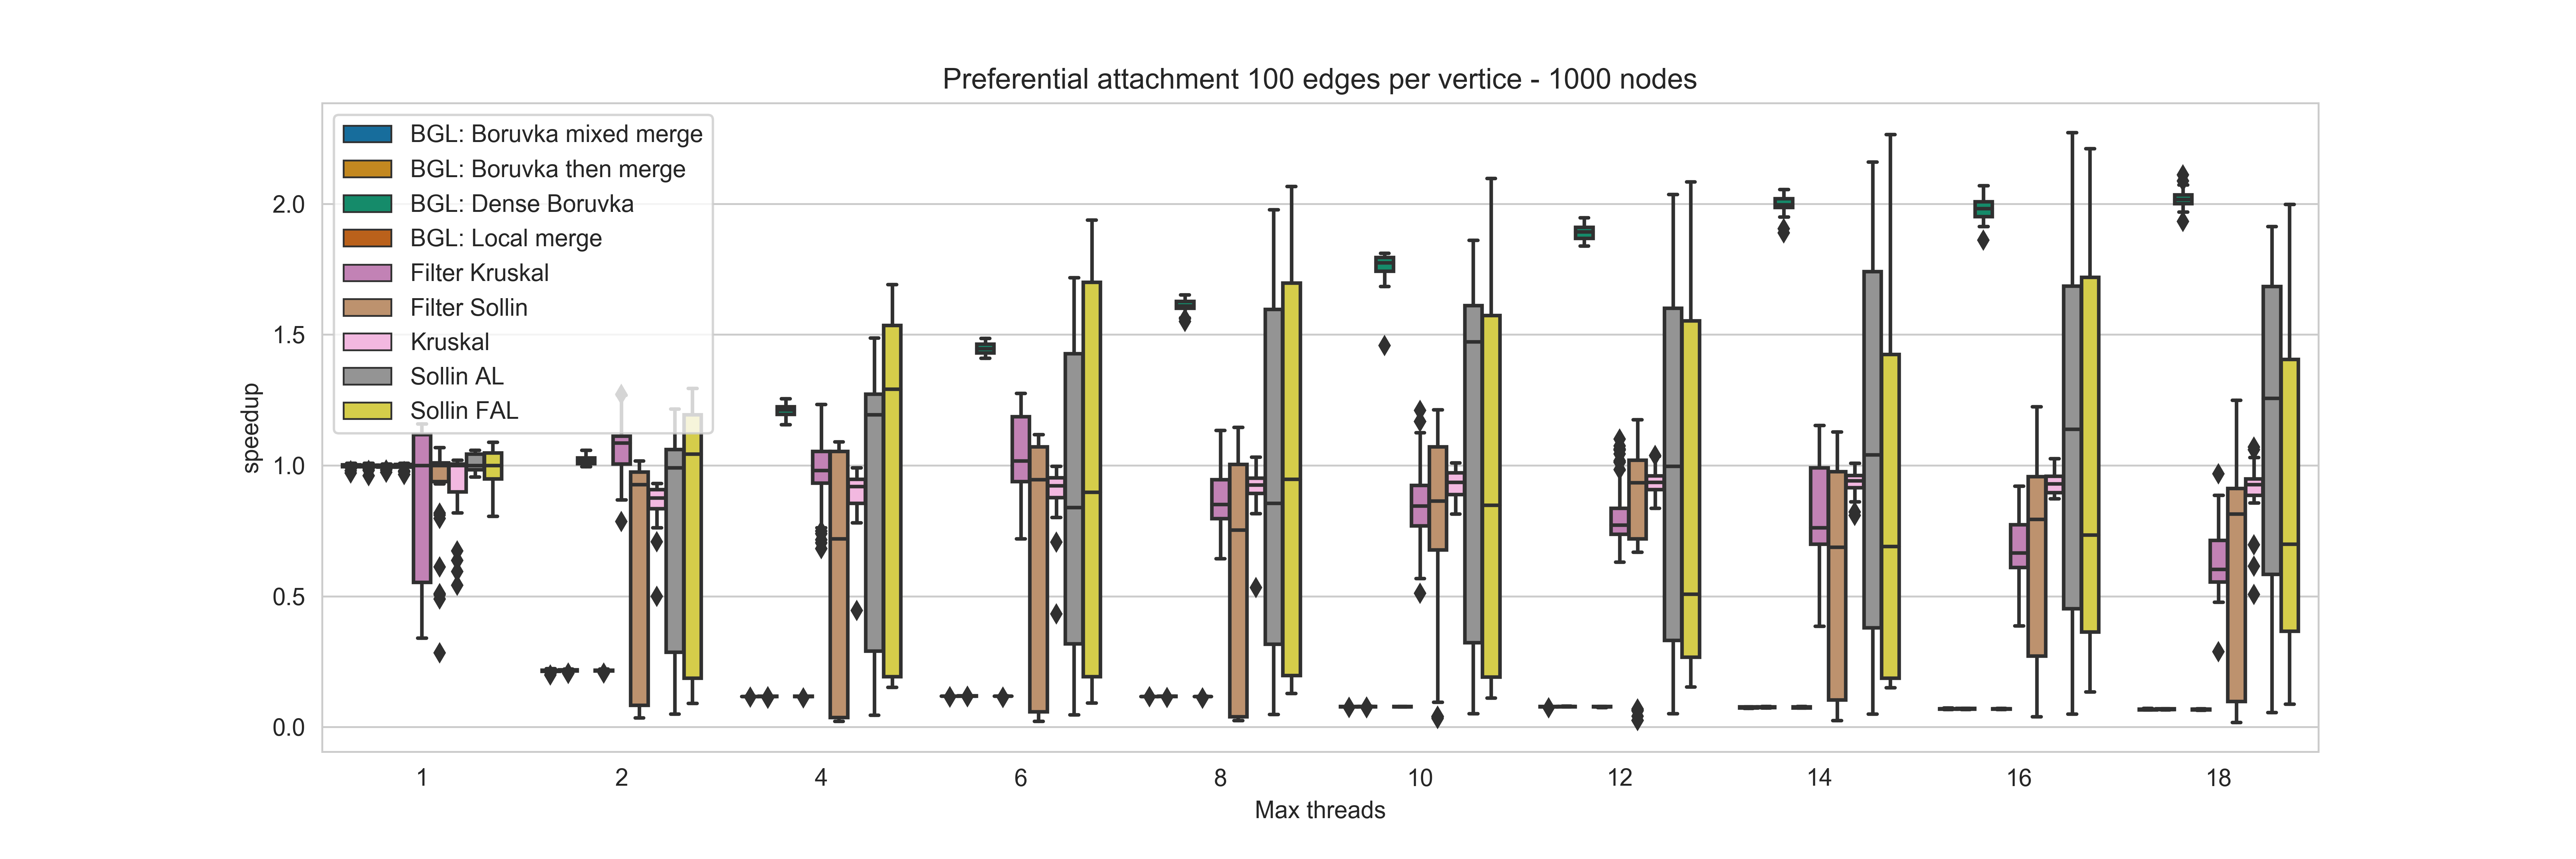 Preferential attachment 100 edges per vertice - 1000 nodes
BGL: Boruvka mixed merge
BGL: Boruvka then merge
BGL: Dense Boruvka
BGL: Local merge
Filter Kruskal
Filter Sollin
Kruskal
Sollin AL
Sollin FAL
speedup
2.0
1.5
1.0
0.5
0.0
1 2 4 6 8 10 12 14 16 18
Max threads